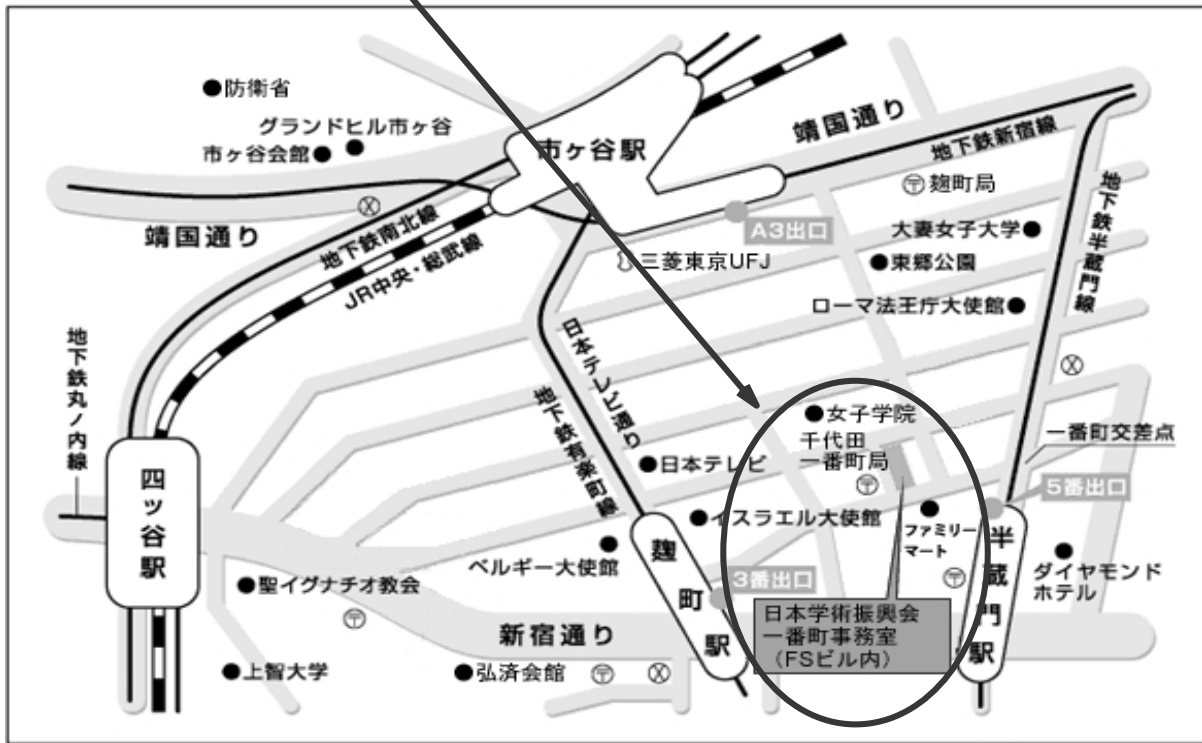 防衛省
グランドヒル市ヶ谷
市ヶ谷会館
市ヶ谷駅
靖国通り
地下鉄新宿線
麹町局
地下鉄半蔵門線
靖国通り
地下鉄南北線
JR中央・総武線
A3出口
大妻女子大学
三菱東京UFJ
東郷公園
ローマ法王庁大使館
地下鉄丸ノ内線
日本テレビ通り
地下鉄有楽町線
女子学院
千代田
一番町局
一番町交差点
日本テレビ
四ッ谷駅
5番出口
イスラエル大使館
ファミリー
マート
半蔵門駅
麹町駅
ベルギー大使館
ダイヤモンド
ホテル
聖イグナチオ教会
3番出口
日本学術振興会
一番町事務室
（FSビル内）
新宿通り
上智大学
弘済会館